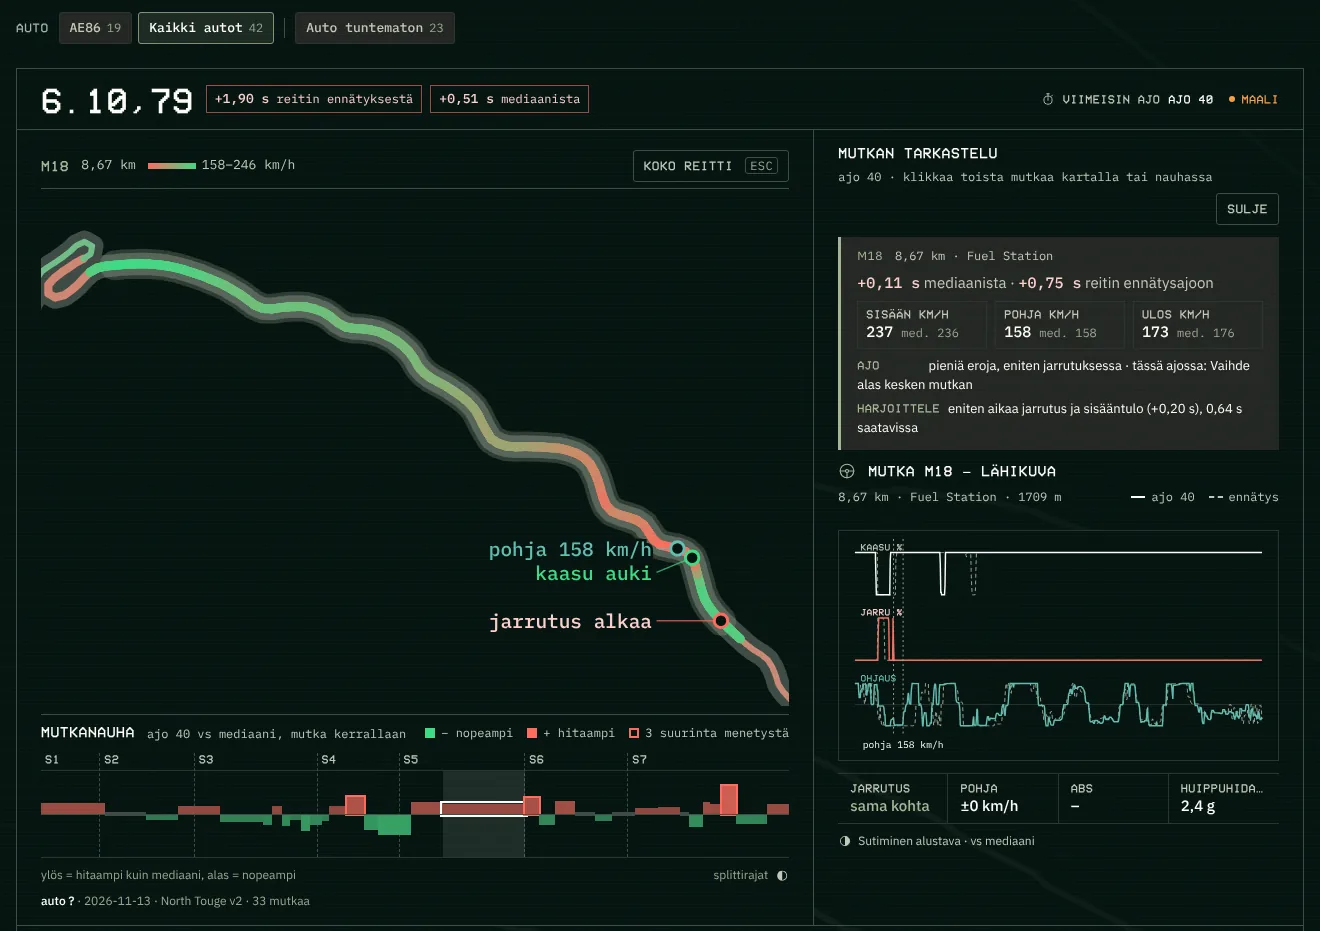 AUTO AE86 19 Kaikki autot 42 Auto tuntematon 23
6.10,79 +1,90 s reitin ennätyksestä +0,51 s mediaanista
VIIMEISIN AJO AJO 40 MAALI
M18 8,67 km 158–246 km/h KOKO REITTI ESC
pohja 158 km/h
kaasu auki
jarrutus alkaa
MUTKANAUHA ajo 40 vs mediaani, mutka kerrallaan – nopeampi + hitaampi 3 suurinta menetystä
S1 S2 S3 S4 S5 S6 S7
ylös = hitaampi kuin mediaani, alas = nopeampi splittirajat
auto ? · 2026-11-13 · North Touge v2 · 33 mutkaa
MUTKAN TARKASTELU
ajo 40 · klikkaa toista mutkaa kartalla tai nauhassa
SULJE
M18 8,67 km · Fuel Station
+0,11 s mediaanista · +0,75 s reitin ennätysajoon
SISÄÄN KM/H POHJA KM/H ULOS KM/H
237 med. 236 158 med. 158 173 med. 176
AJO pieniä eroja, eniten jarrutuksessa · tässä ajossa: Vaihde
alas kesken mutkan
HARJOITTELE eniten aikaa jarrutus ja sisääntulo (+0,20 s), 0,64 s
saatavissa
MUTKA M18 – LÄHIKUVA
8,67 km · Fuel Station · 1709 m ajo 40 ennätys
KAASU %
JARRU %
OHJAUS
pohja 158 km/h
JARRUTUS POHJA ABS HUIPPUHIDA…
sama kohta ±0 km/h – 2,4 g
Sutiminen alustava · vs mediaani